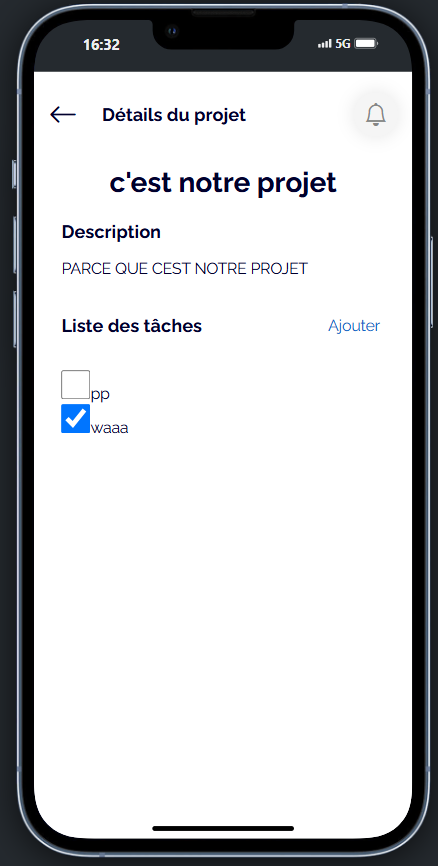 16:32 5G
Détails du projet
c'est notre projet
Description
PARCE QUE CEST NOTRE PROJET
Liste des tâches Ajouter
pp
waaa